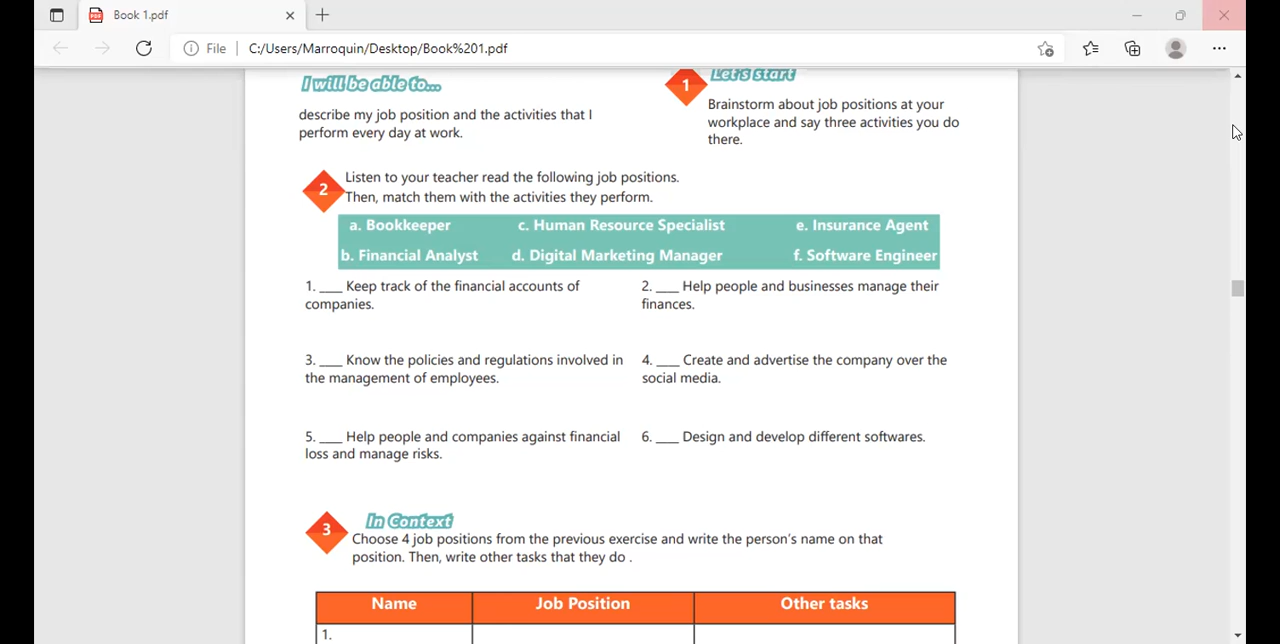 Book 1.pdf
File
C:/Users/Marroquin/Desktop/Book%201.pdf
I will be able to...
describe my job position and the activities that I
perform every day at work.
1
Let's start
Brainstorm about job positions at your
workplace and say three activities you do
there.
2
Listen to your teacher read the following job positions.
Then, match them with the activities they perform.
a. Bookkeeper c. Human Resource Specialist e. Insurance Agent
b. Financial Analyst d. Digital Marketing Manager f. Software Engineer
1. ___ Keep track of the financial accounts of
companies.
2. ___ Help people and businesses manage their
finances.
3. ___ Know the policies and regulations involved in
the management of employees.
4. ___ Create and advertise the company over the
social media.
5. ___ Help people and companies against financial
loss and manage risks.
6. ___ Design and develop different softwares.
3
In Context
Choose 4 job positions from the previous exercise and write the person's name on that
position. Then, write other tasks that they do .
Name Job Position Other tasks
1.